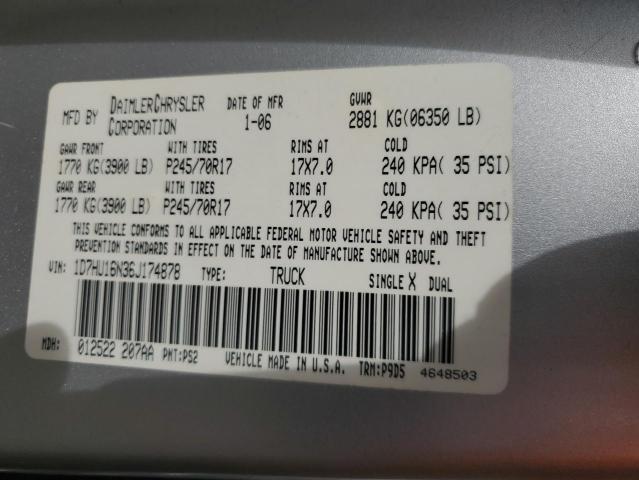 MFD BY DAIMLERCHRYSLER CORPORATION DATE OF MFR 1-06 GVWR 2881 KG(06350 LB)
GAWR FRONT WITH TIRES RIMS AT COLD
1770 KG(3900 LB) P245/70R17 17X7.0 240 KPA( 35 PSI)
GAWR REAR WITH TIRES RIMS AT COLD
1770 KG(3900 LB) P245/70R17 17X7.0 240 KPA( 35 PSI)
THIS VEHICLE CONFORMS TO ALL APPLICABLE FEDERAL MOTOR VEHICLE SAFETY AND THEFT
PREVENTION STANDARDS IN EFFECT ON THE DATE OF MANUFACTURE SHOWN ABOVE.
VIN: 1D7HU16N36J174878 TYPE: TRUCK SINGLE X DUAL
MDH: 012522 207AA PNT:PS2 VEHICLE MADE IN U.S.A. TRM:P9D5 4648503